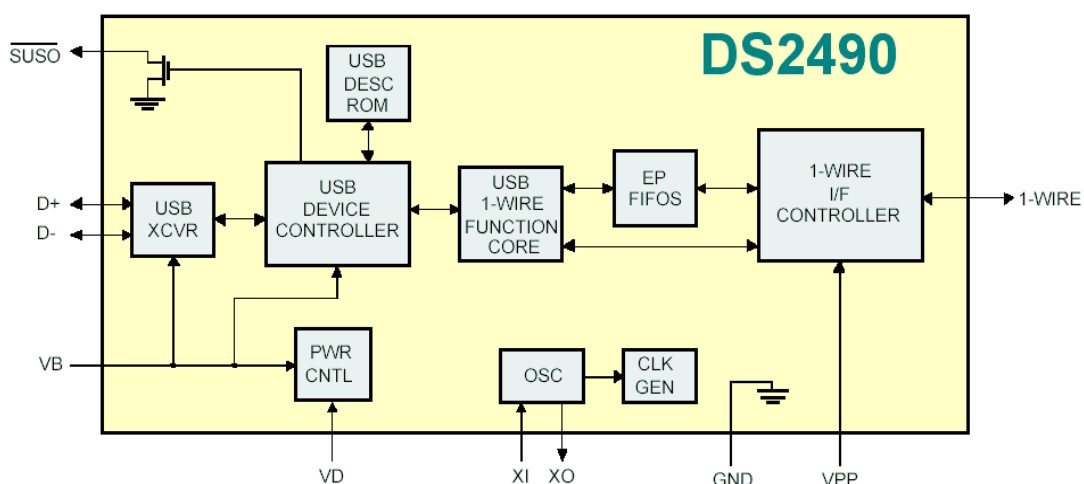 SUSO
USB
DESC
ROM
DS2490
D+
D-
USB
XCVR
USB
DEVICE
CONTROLLER
USB
1-WIRE
FUNCTION
CORE
EP
FIFOS
1-WIRE
I/F
CONTROLLER
1-WIRE
VB
PWR
CNTL
OSC
CLK
GEN
VD
XI
XO
GND
VPP